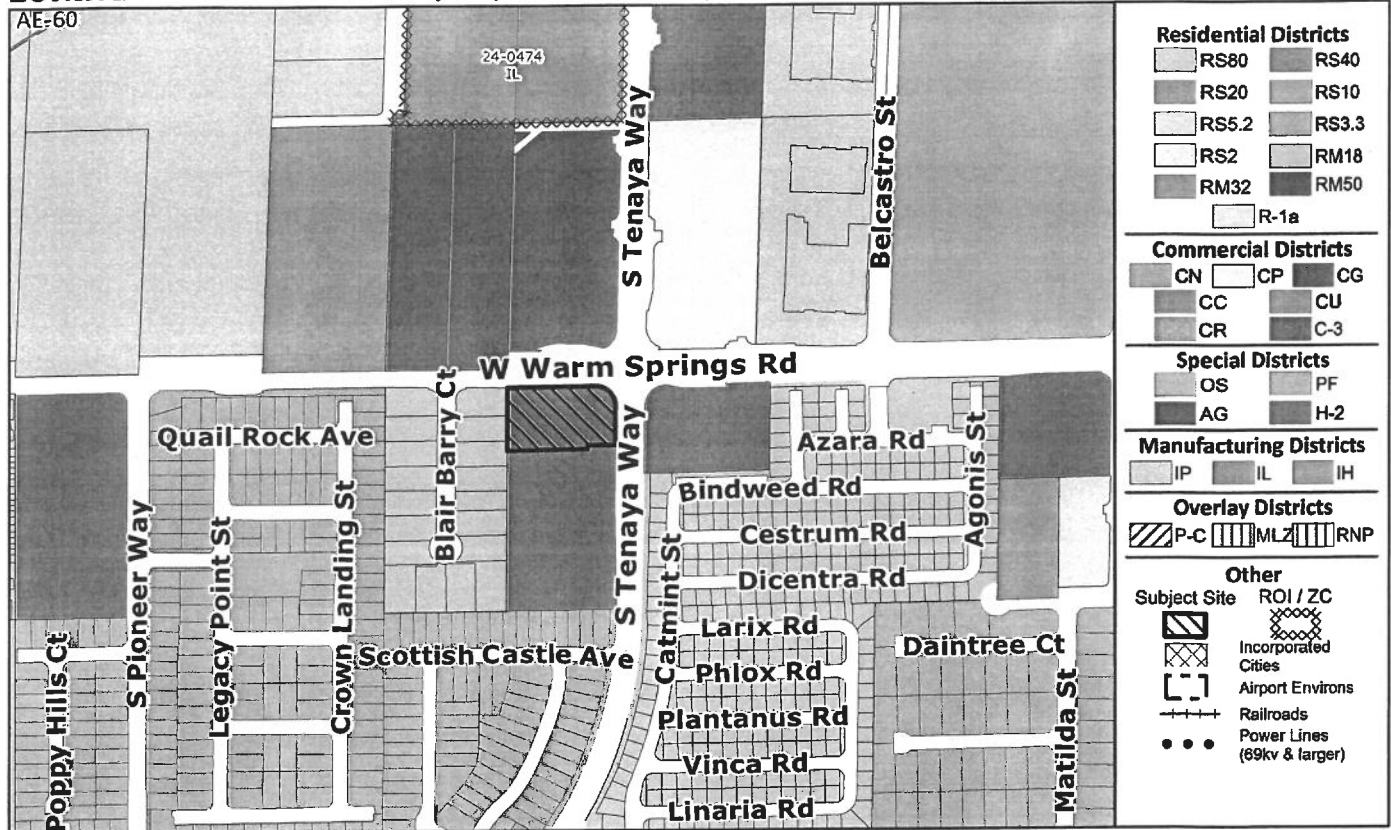 AE-60
24-0474
IL
S Tenaya Way
Belcastro St
W Warm Springs Rd
Quail Rock Ave
Blair Barry Ct
S Tenaya Way
Azara Rd
Agonis St
Bindweed Rd
Cestrum Rd
Dicentra Rd
S Pioneer Way
Legacy Point St
Crown Landing St
Catmint St
Larix Rd
Daintree Ct
Scottish Castle Ave
Phlox Rd
Poppy Hills Ct
Plantanus Rd
Matilda St
Vinca Rd
Linaria Rd
Residential Districts
RS80 RS40
RS20 RS10
RS5.2 RS3.3
RS2 RM18
RM32 RM50
R-1a
Commercial Districts
CN CP CG
CC CU
CR C-3
Special Districts
OS PF
AG H-2
Manufacturing Districts
IP IL IH
Overlay Districts
P-C MLZ RNP
Other
Subject Site ROI / ZC
Incorporated
Cities
Airport Environs
Railroads
Power Lines
(69kv & larger)